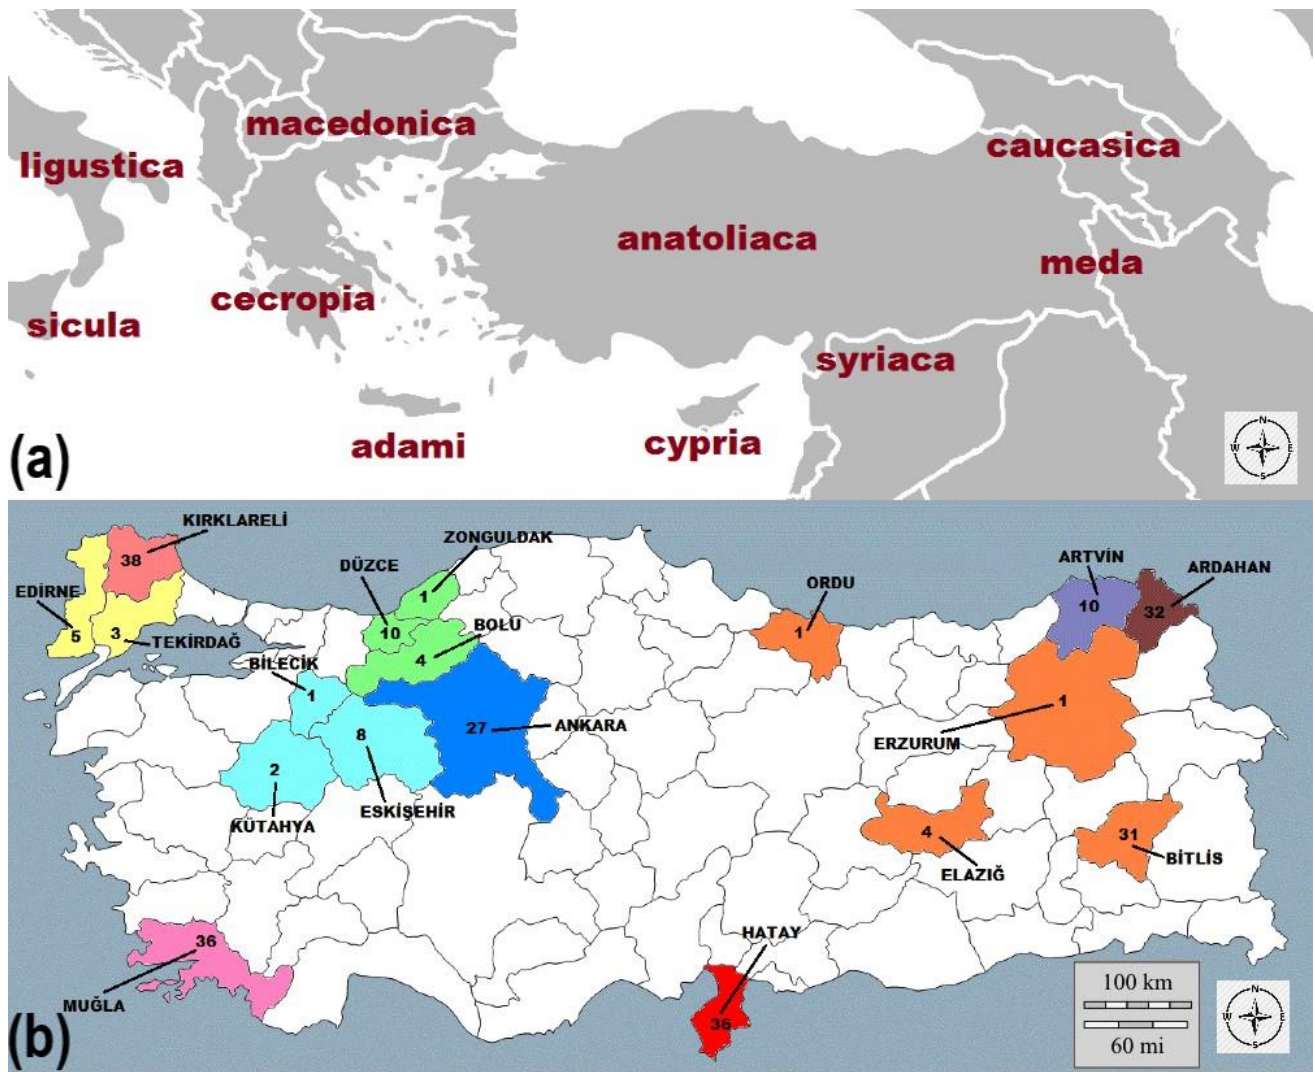 macedonica
ligustica
caucasica
anatoliaca
meda
cecropia
sicula
syriaca
adami
cypria
N
W E
S
(a)
KIRKLARELİ
38
ZONGULDAK
1
DÜZCE
10
EDİRNE
5
3
TEKİRDAĞ
BOLU
4
BİLECİK
1
ORDU
1
ARTVİN
10
ARDAHAN
32
ANKARA
27
8
ESKİŞEHİR
2
KÜTAHYA
ERZURUM
1
4
ELAZIĞ
31
BİTLİS
36
MUĞLA
HATAY
36
100 km
60 mi
N
W E
S
(b)